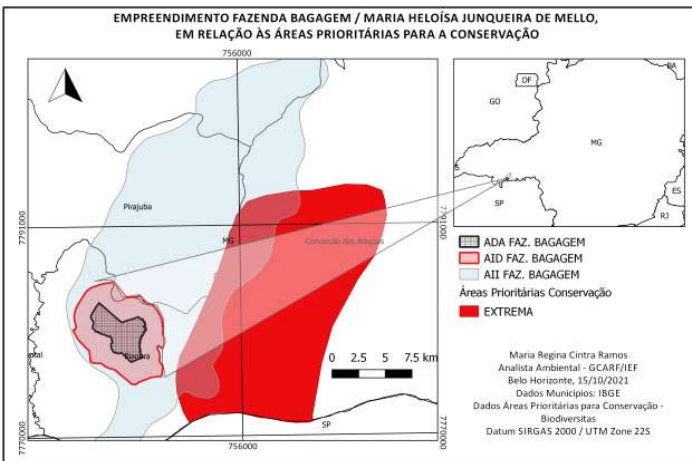 EMPREENDIMENTO FAZENDA BAGAGEM / MARIA HELOÍSA JUNQUEIRA DE MELLO,
EM RELAÇÃO ÀS ÁREAS PRIORITÁRIAS PARA A CONSERVAÇÃO
756000
Pirajuba
7791000
7791000
MG
Conceição das Alagoas
Planura
0 2.5 5 7.5 km
SP
7770000
7770000
756000
BA
DF
GO
MG
ES
SP
RJ
ADA FAZ. BAGAGEM
AID FAZ. BAGAGEM
AII FAZ. BAGAGEM
Áreas Prioritárias Conservação
EXTREMA
Maria Regina Cintra Ramos
Analista Ambiental - GCARF/IEF
Belo Horizonte, 15/10/2021
Dados Municípios: IBGE
Dados Áreas Prioritárias para Conservação -
Biodiversitas
Datum SIRGAS 2000 / UTM Zone 22S